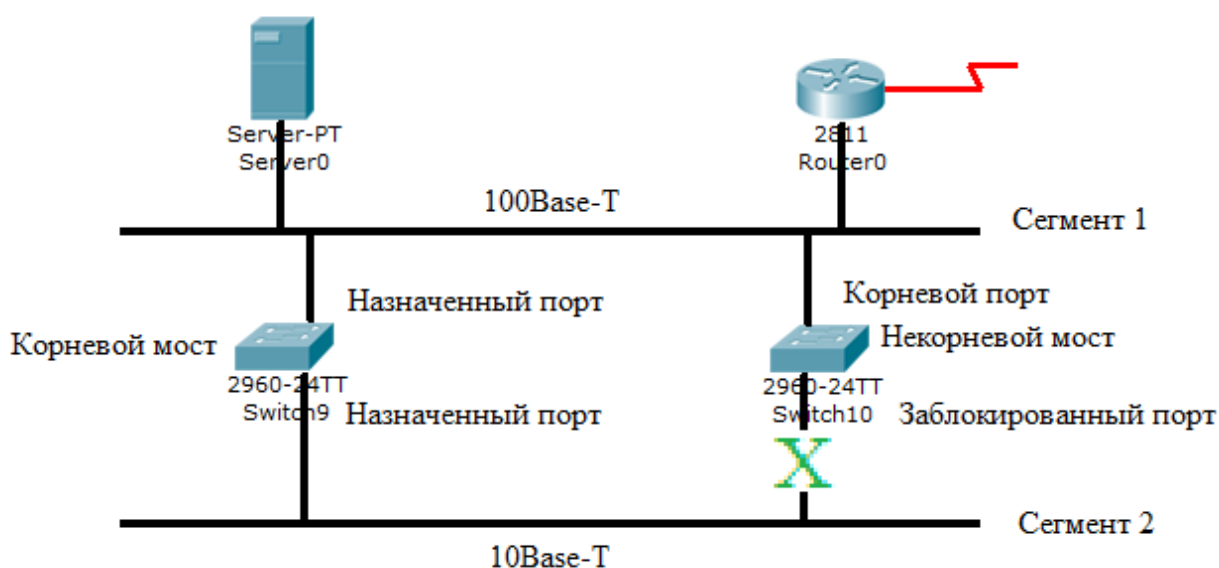 Server-PT
Server0
2811
Router0
100Base-T
Сегмент 1
Назначенный порт
Корневой порт
Корневой мост
Некорневой мост
2960-24TT
Switch9
Назначенный порт
2960-24TT
Switch10
Заблокированный порт
X
Сегмент 2
10Base-T